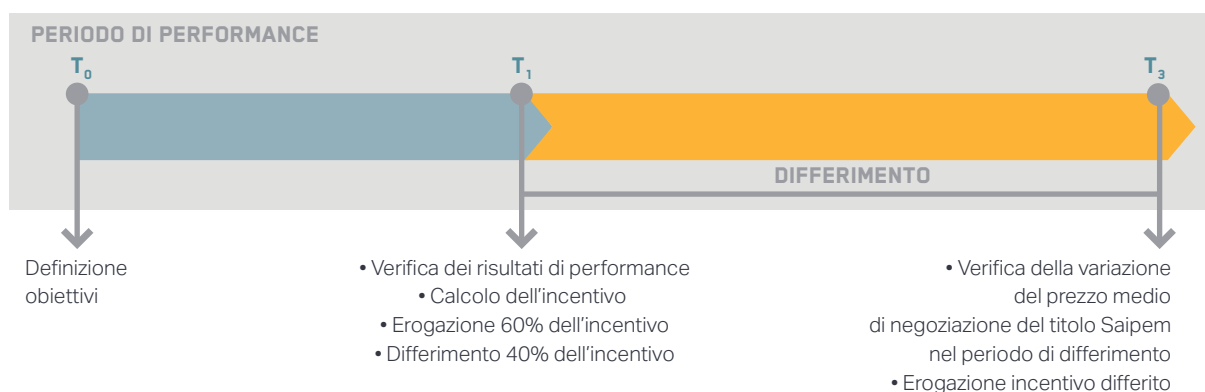 PERIODO DI PERFORMANCE
T0
T1
T3
DIFFERIMENTO
Definizione
obiettivi
• Verifica dei risultati di performance
• Calcolo dell'incentivo
• Erogazione 60% dell'incentivo
• Differimento 40% dell'incentivo
• Verifica della variazione
del prezzo medio
di negoziazione del titolo Saipem
nel periodo di differimento
• Erogazione incentivo differito